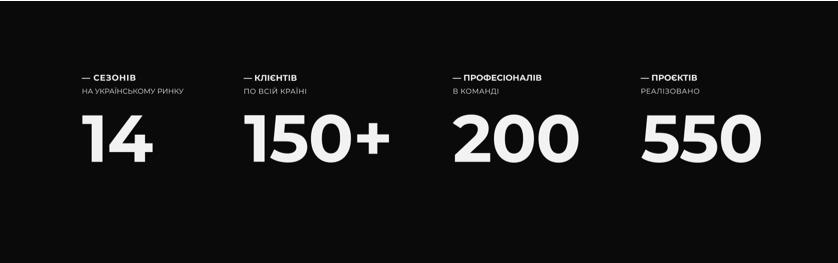 — СЕЗОНІВ
НА УКРАЇНСЬКОМУ РИНКУ
14
— КЛІЄНТІВ
ПО ВСІЙ КРАЇНІ
150+
— ПРОФЕСІОНАЛІВ
В КОМАНДІ
200
— ПРОЄКТІВ
РЕАЛІЗОВАНО
550